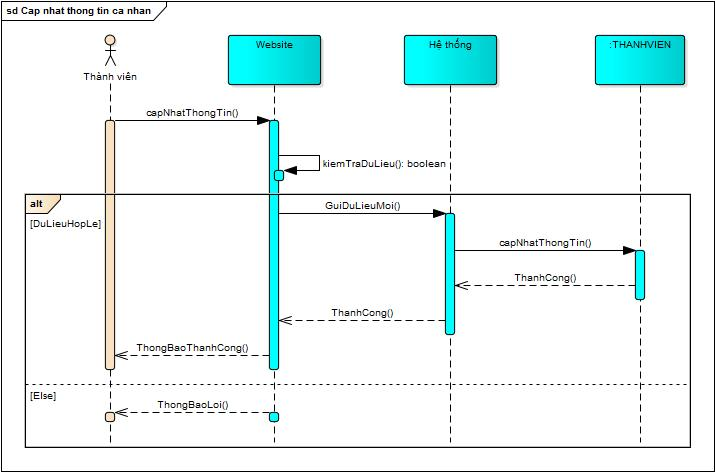 sd Cap nhat thong tin ca nhan
Website
Hệ thống
:THANHVIEN
Thành viên
capNhatThongTin()
kiemTraDuLieu(): boolean
alt
GuiDuLieuMoi()
[DuLieuHopLe]
capNhatThongTin()
ThanhCong()
ThanhCong()
ThongBaoThanhCong()
[Else]
ThongBaoLoi()